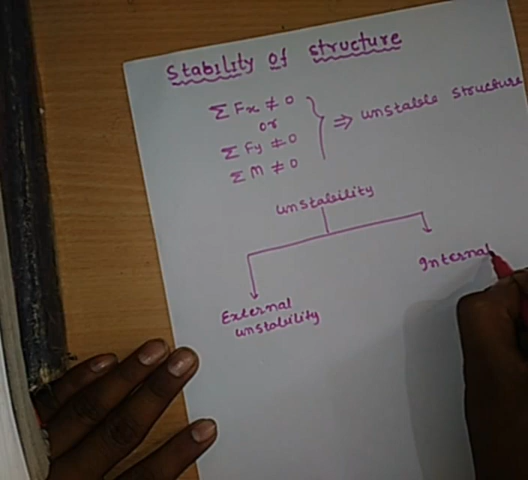 Stability of structure
ΣFx ≠ 0
or
ΣFy ≠ 0
ΣM ≠ 0
⇒ unstable structure
unstability
External
unstability
Internal